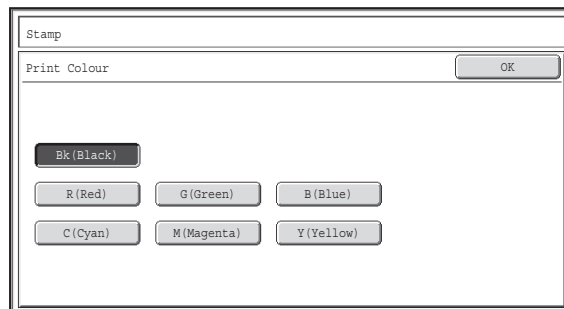 Stamp
Print Colour OK
Bk(Black)
R(Red) G(Green) B(Blue)
C(Cyan) M(Magenta) Y(Yellow)